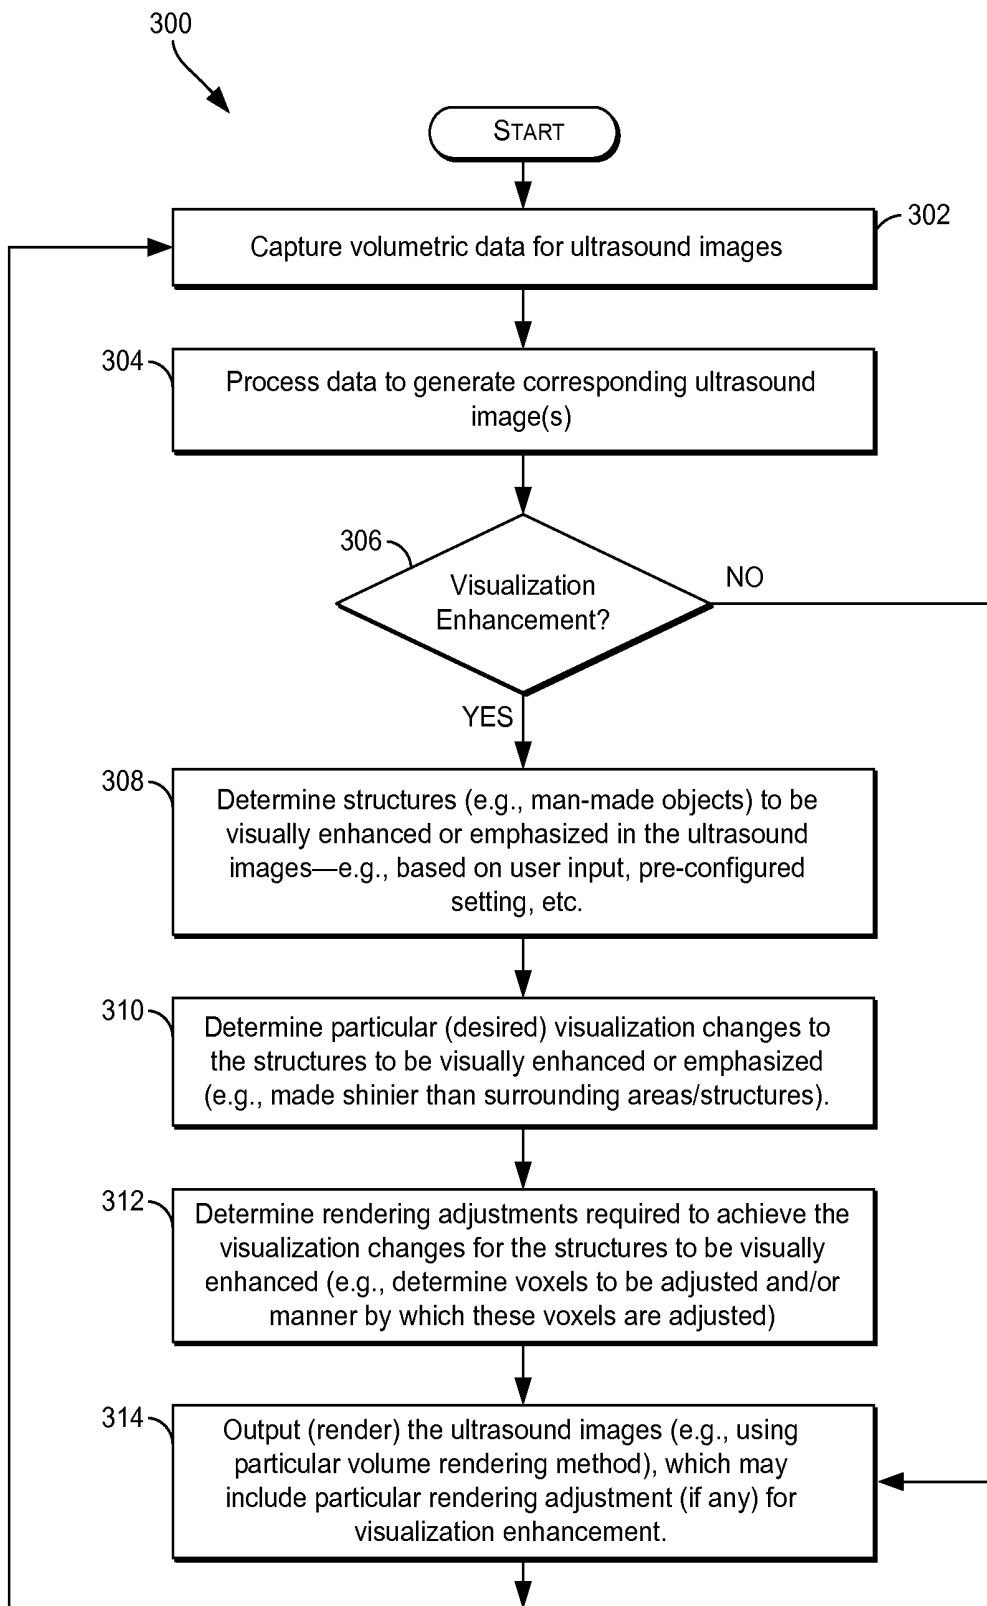 300
START
302
Capture volumetric data for ultrasound images
304
Process data to generate corresponding ultrasound
image(s)
306
Visualization
Enhancement?
NO
YES
308
Determine structures (e.g., man-made objects) to be
visually enhanced or emphasized in the ultrasound
images—e.g., based on user input, pre-configured
setting, etc.
310
Determine particular (desired) visualization changes to
the structures to be visually enhanced or emphasized
(e.g., made shinier than surrounding areas/structures).
312
Determine rendering adjustments required to achieve the
visualization changes for the structures to be visually
enhanced (e.g., determine voxels to be adjusted and/or
manner by which these voxels are adjusted)
314
Output (render) the ultrasound images (e.g., using
particular volume rendering method), which may
include particular rendering adjustment (if any) for
visualization enhancement.